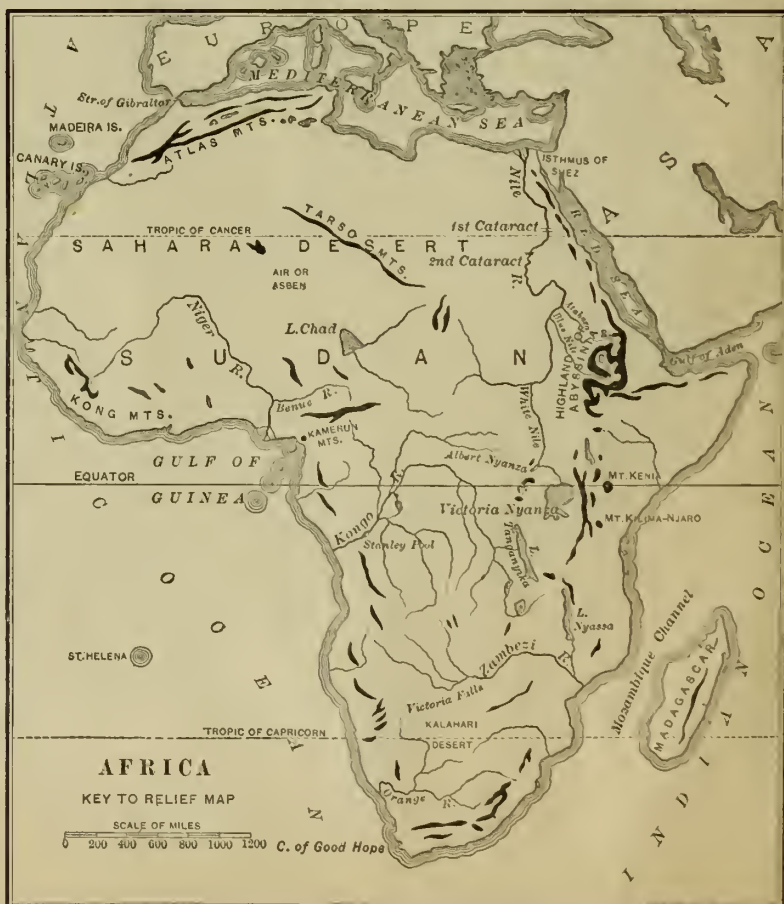 EUROPE
ASIA
ATLANTIC OCEAN
MEDITERRANEAN SEA
Str. of Gibraltor
MADEIRA IS.
CANARY IS.
ATLAS MTS.
ISTHMUS OF
SUEZ
Nile
R.
RED SEA
TROPIC OF CANCER
1st Cataract
SAHARA DESERT
TARSO
MTS.
2nd Cataract
AIR OR
ASBEN
Niger
R.
L. Chad
SUDAN
Blue Nile
HIGHLAND OF
ABYSSINIA
Gulf of Aden
KONG MTS.
Benue R.
White Nile
KAMERUN
MTS.
Albert Nyanza
GULF OF
GUINEA
EQUATOR
MT. KENIA
Kongo
R.
Victoria Nyanza
MT. KILIMA-NJARO
Stanley Pool
L.
Tanganyika
L.
Nyassa
ST. HELENA
Zambezi
R.
Mozambique Channel
MADAGASCAR
Victoria Falls
KALAHARI
DESERT
TROPIC OF CAPRICORN
INDIAN OCEAN
AFRICA
KEY TO RELIEF MAP
SCALE OF MILES
0 200 400 600 800 1000 1200
Orange R.
C. of Good Hope